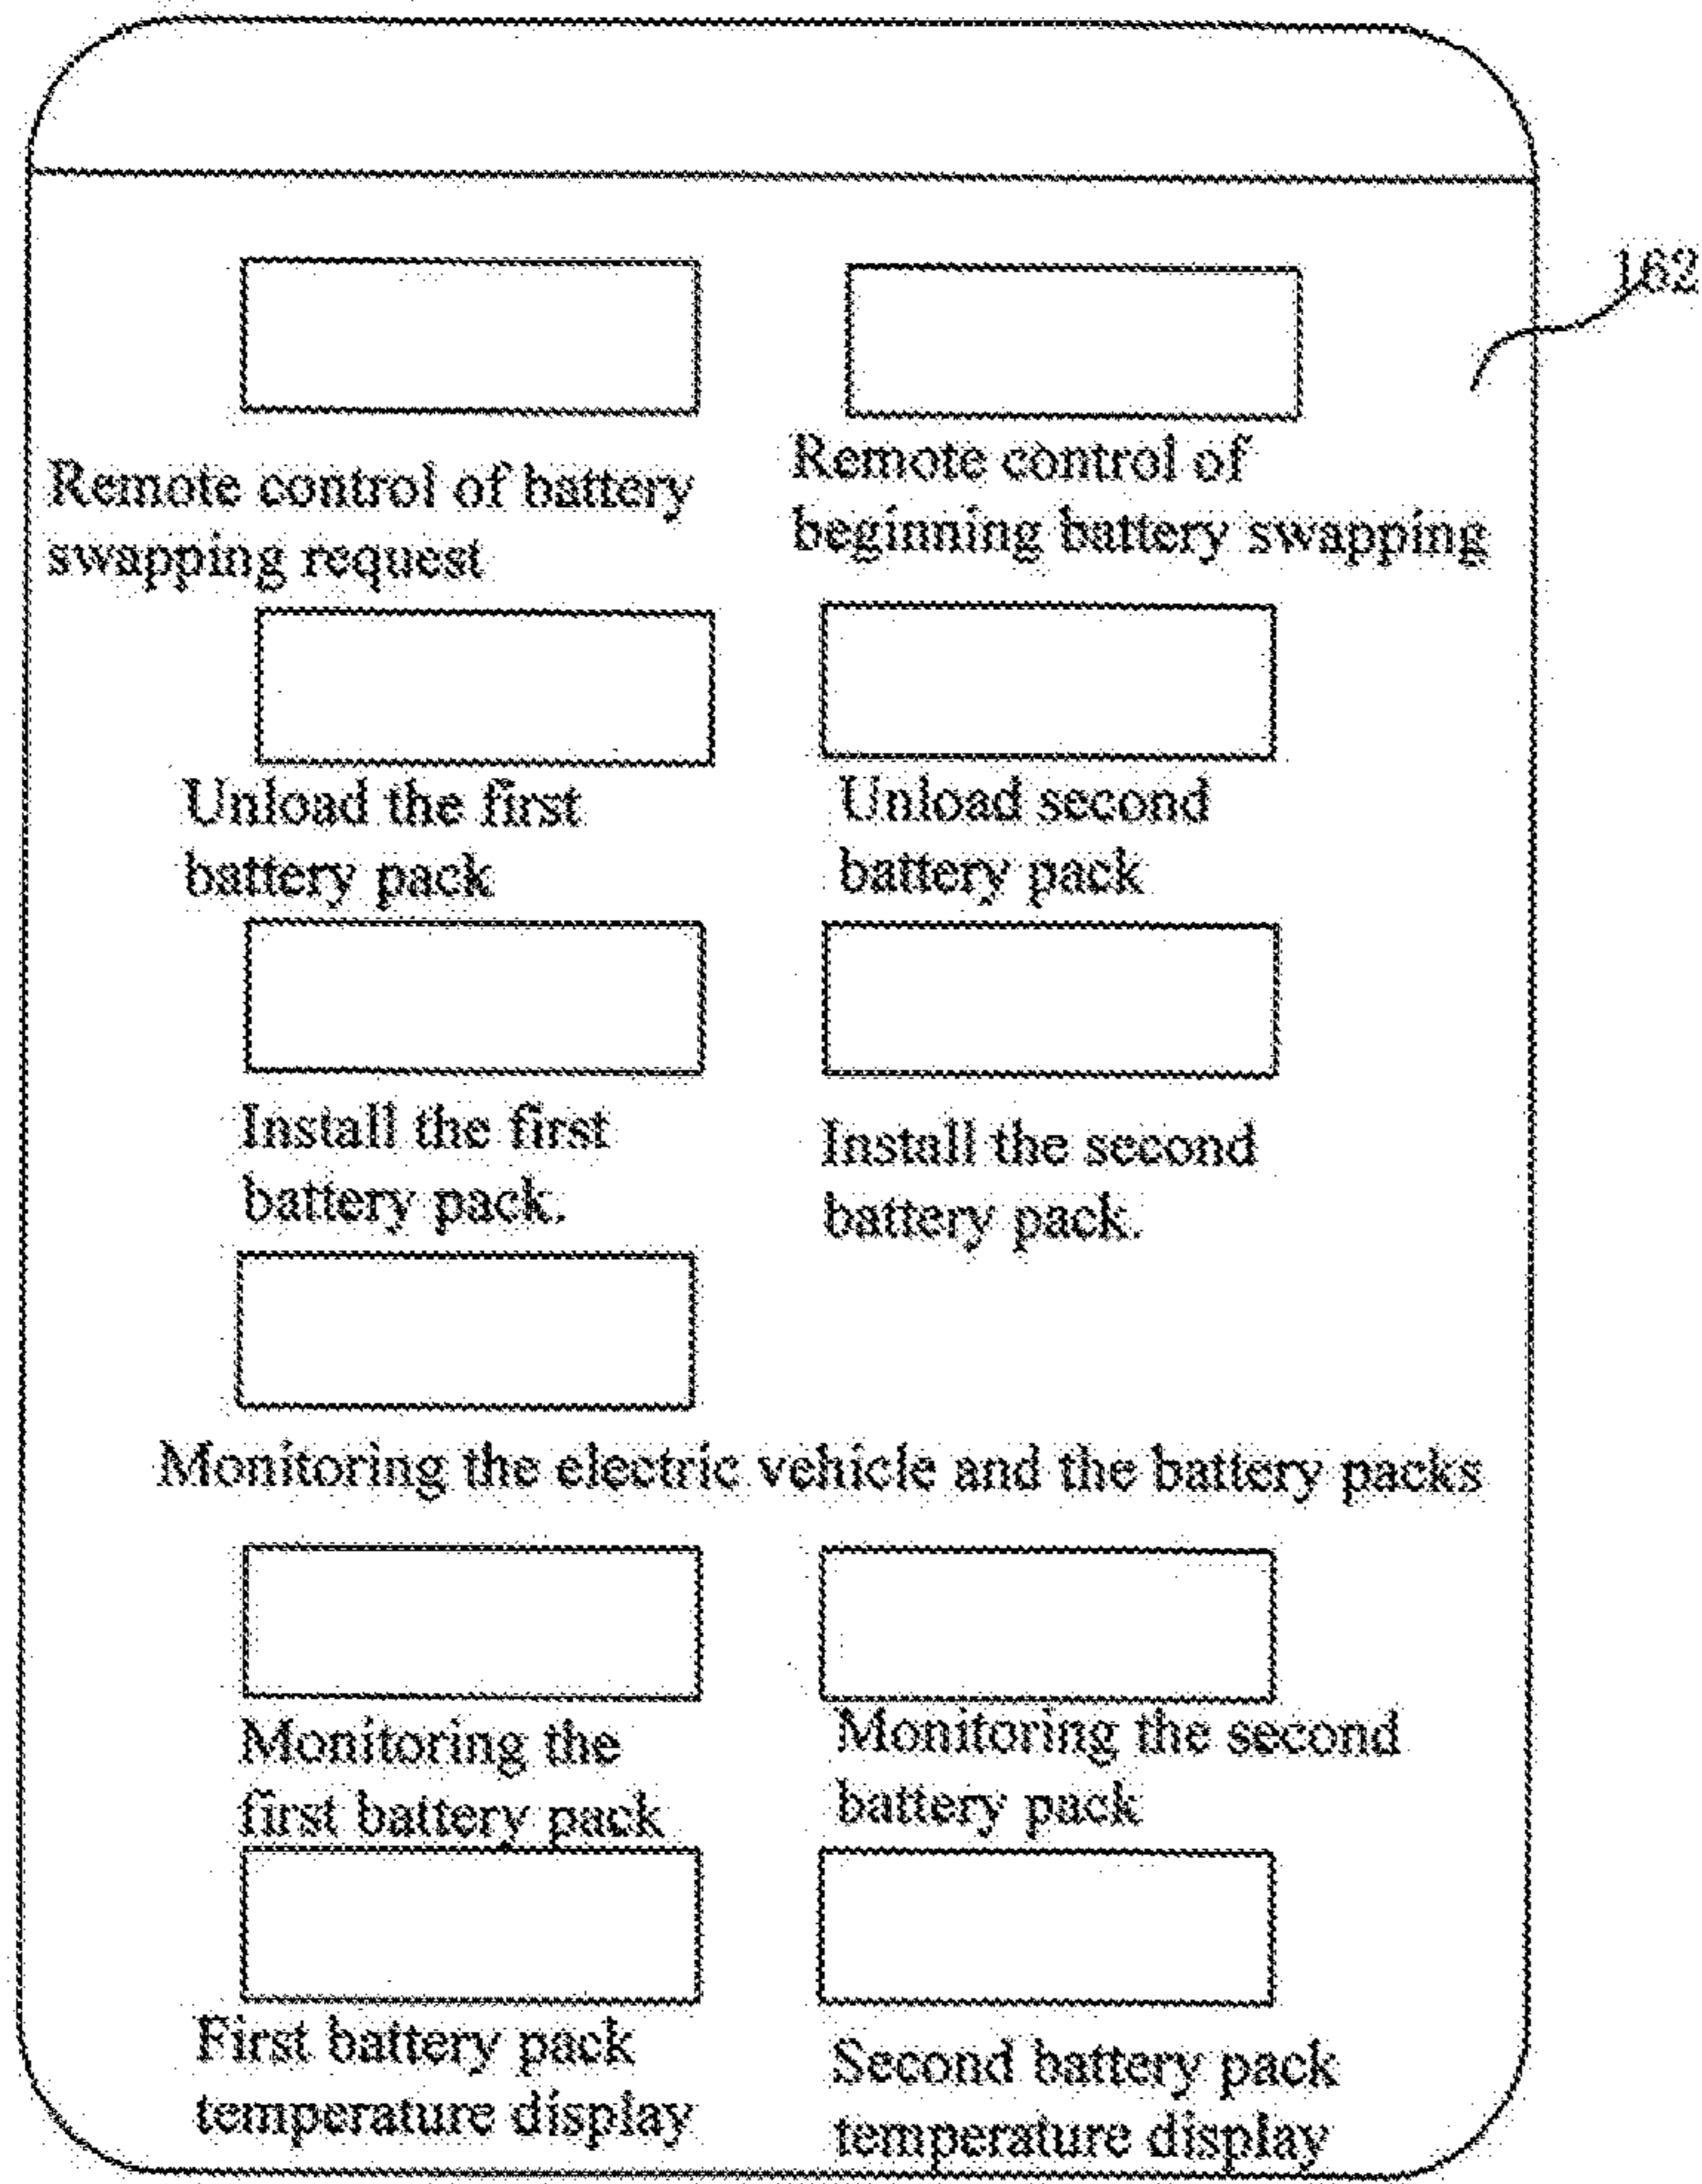 162
Remote control of battery
swapping request
Remote control of
beginning battery swapping
Unload the first
battery pack
Unload second
battery pack
Install the first
battery pack.
Install the second
battery pack.
Monitoring the electric vehicle and the battery packs
Monitoring the
first battery pack
Monitoring the second
battery pack
First battery pack
temperature display
Second battery pack
temperature display